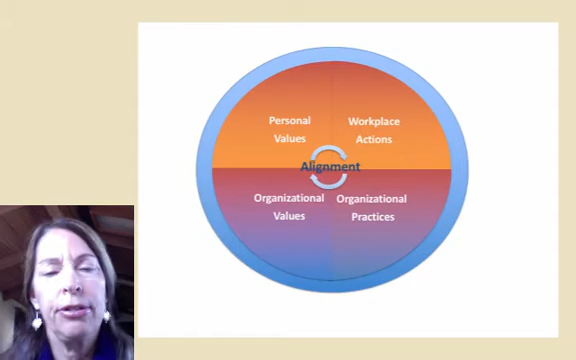 Personal
Values
Workplace
Actions
Alignment
Organizational
Values
Organizational
Practices